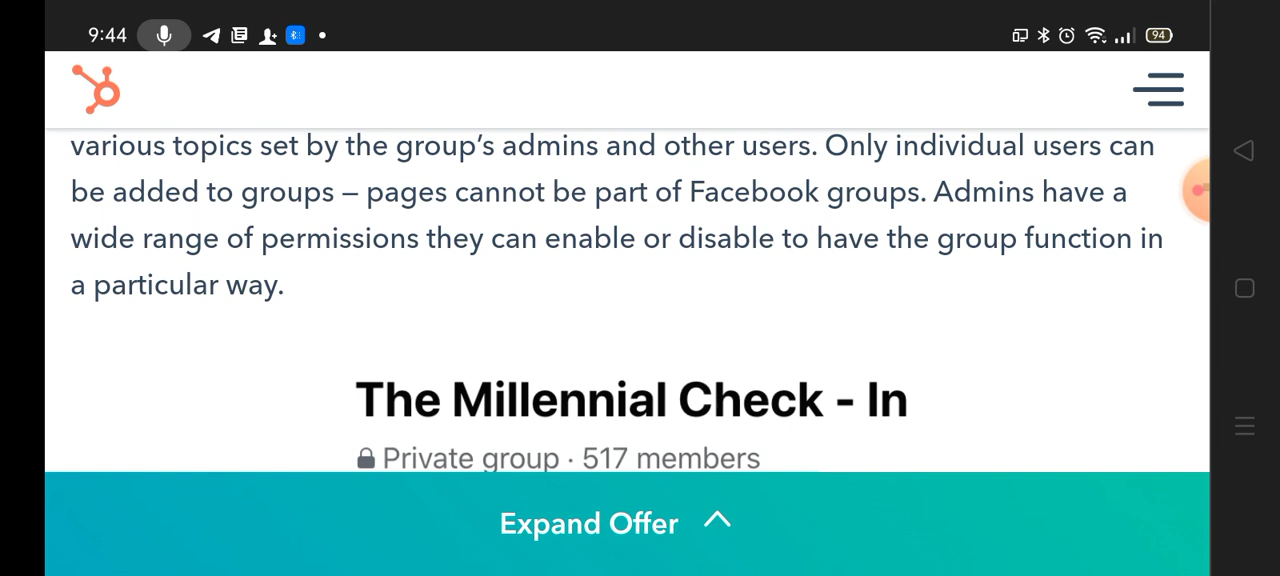 9:44
94
various topics set by the group’s admins and other users. Only individual users can
be added to groups – pages cannot be part of Facebook groups. Admins have a
wide range of permissions they can enable or disable to have the group function in
a particular way.
The Millennial Check - In
Private group · 517 members
Expand Offer